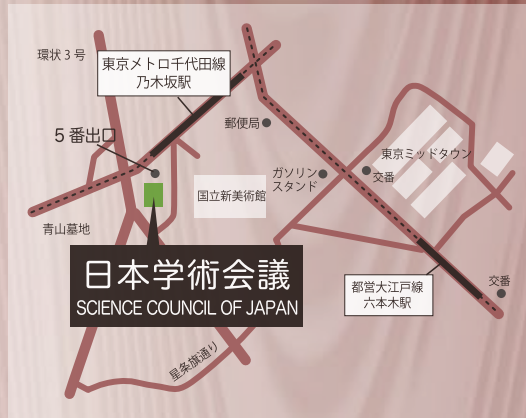 環状3号
東京メトロ千代田線
乃木坂駅
5番出口
郵便局
ガソリン
スタンド
東京ミッドタウン
交番
国立新美術館
青山墓地
日本学術会議
SCIENCE COUNCIL OF JAPAN
都営大江戸線
六本木駅
交番
星条旗通り